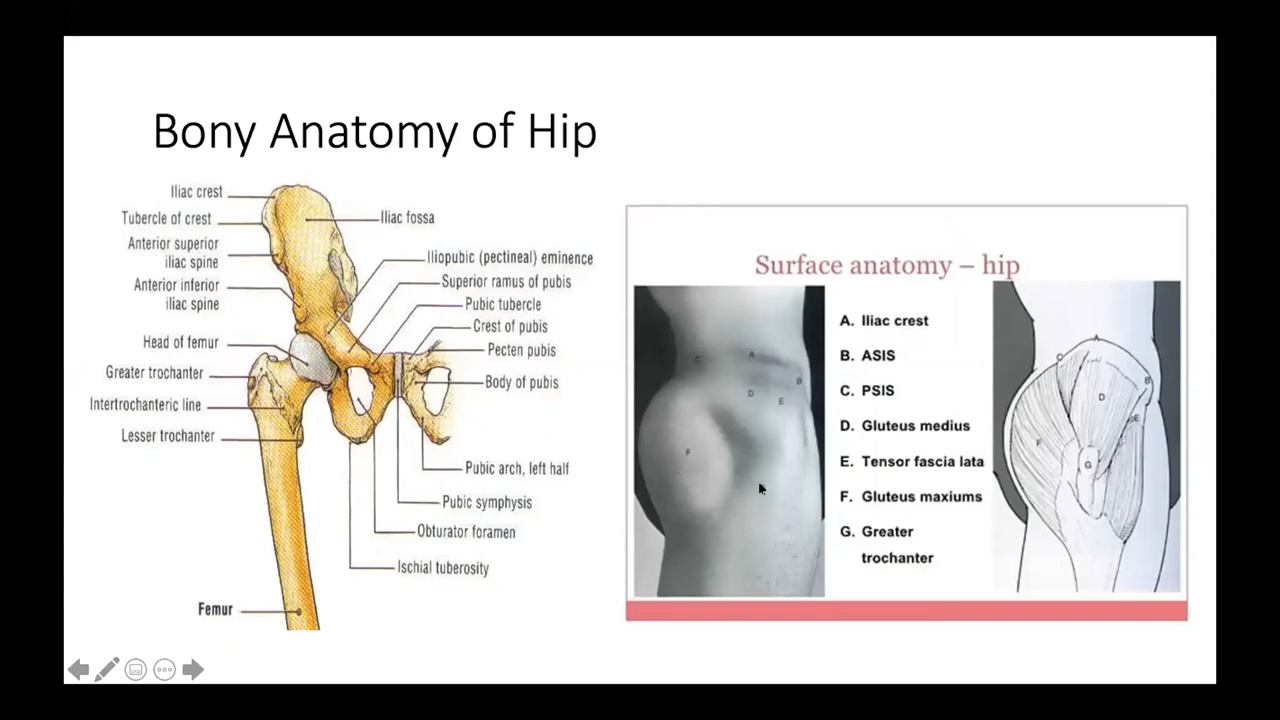 Bony Anatomy of Hip
Iliac crest
Tubercle of crest
Anterior superior
iliac spine
Anterior inferior
iliac spine
Head of femur
Greater trochanter
Intertrochanteric line
Lesser trochanter
Femur
Iliac fossa
Iliopubic (pectineal) eminence
Superior ramus of pubis
Pubic tubercle
Crest of pubis
Pecten pubis
Body of pubis
Pubic arch, left half
Pubic symphysis
Obturator foramen
Ischial tuberosity
Surface anatomy – hip
C
A
B
D
E
F
A. Iliac crest
B. ASIS
C. PSIS
D. Gluteus medius
E. Tensor fascia lata
F. Gluteus maxiums
G. Greater
trochanter
A
C
B
D
E
F
G